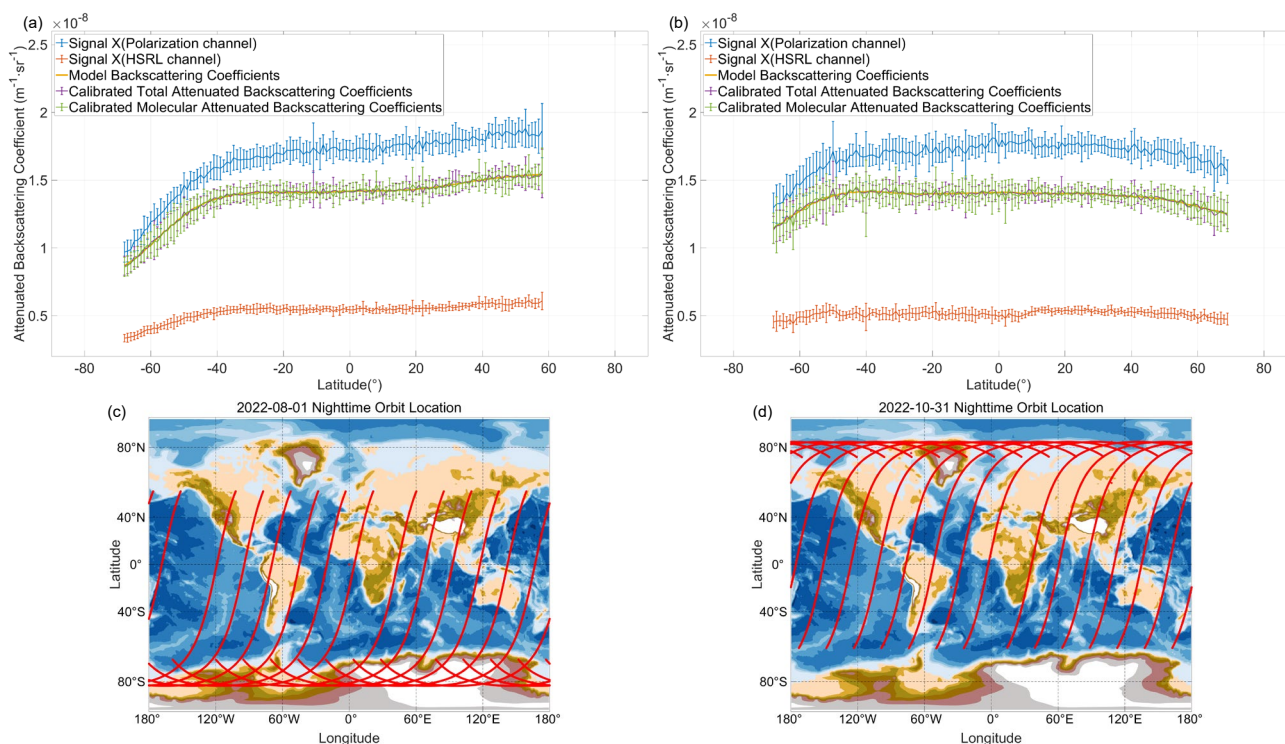 (a)
×10⁻⁸
2.5
2
1.5
1
0.5
Attenuated Backscattering Coefficient (m⁻¹·sr⁻¹)
Signal X(Polarization channel)
Signal X(HSRL channel)
Model Backscattering Coefficients
Calibrated Total Attenuated Backscattering Coefficients
Calibrated Molecular Attenuated Backscattering Coefficients
-80 -60 -40 -20 0 20 40 60 80
Latitude(°)
(b)
×10⁻⁸
2.5
2
1.5
1
0.5
Attenuated Backscattering Coefficient (m⁻¹·sr⁻¹)
Signal X(Polarization channel)
Signal X(HSRL channel)
Model Backscattering Coefficients
Calibrated Total Attenuated Backscattering Coefficients
Calibrated Molecular Attenuated Backscattering Coefficients
-80 -60 -40 -20 0 20 40 60 80
Latitude(°)
(c)
2022-08-01 Nighttime Orbit Location
80°N
40°N
0°
40°S
80°S
Latitude
180° 120°W 60°W 0° 60°E 120°E 180°
Longitude
(d)
2022-10-31 Nighttime Orbit Location
80°N
40°N
0°
40°S
80°S
Latitude
180° 120°W 60°W 0° 60°E 120°E 180°
Longitude